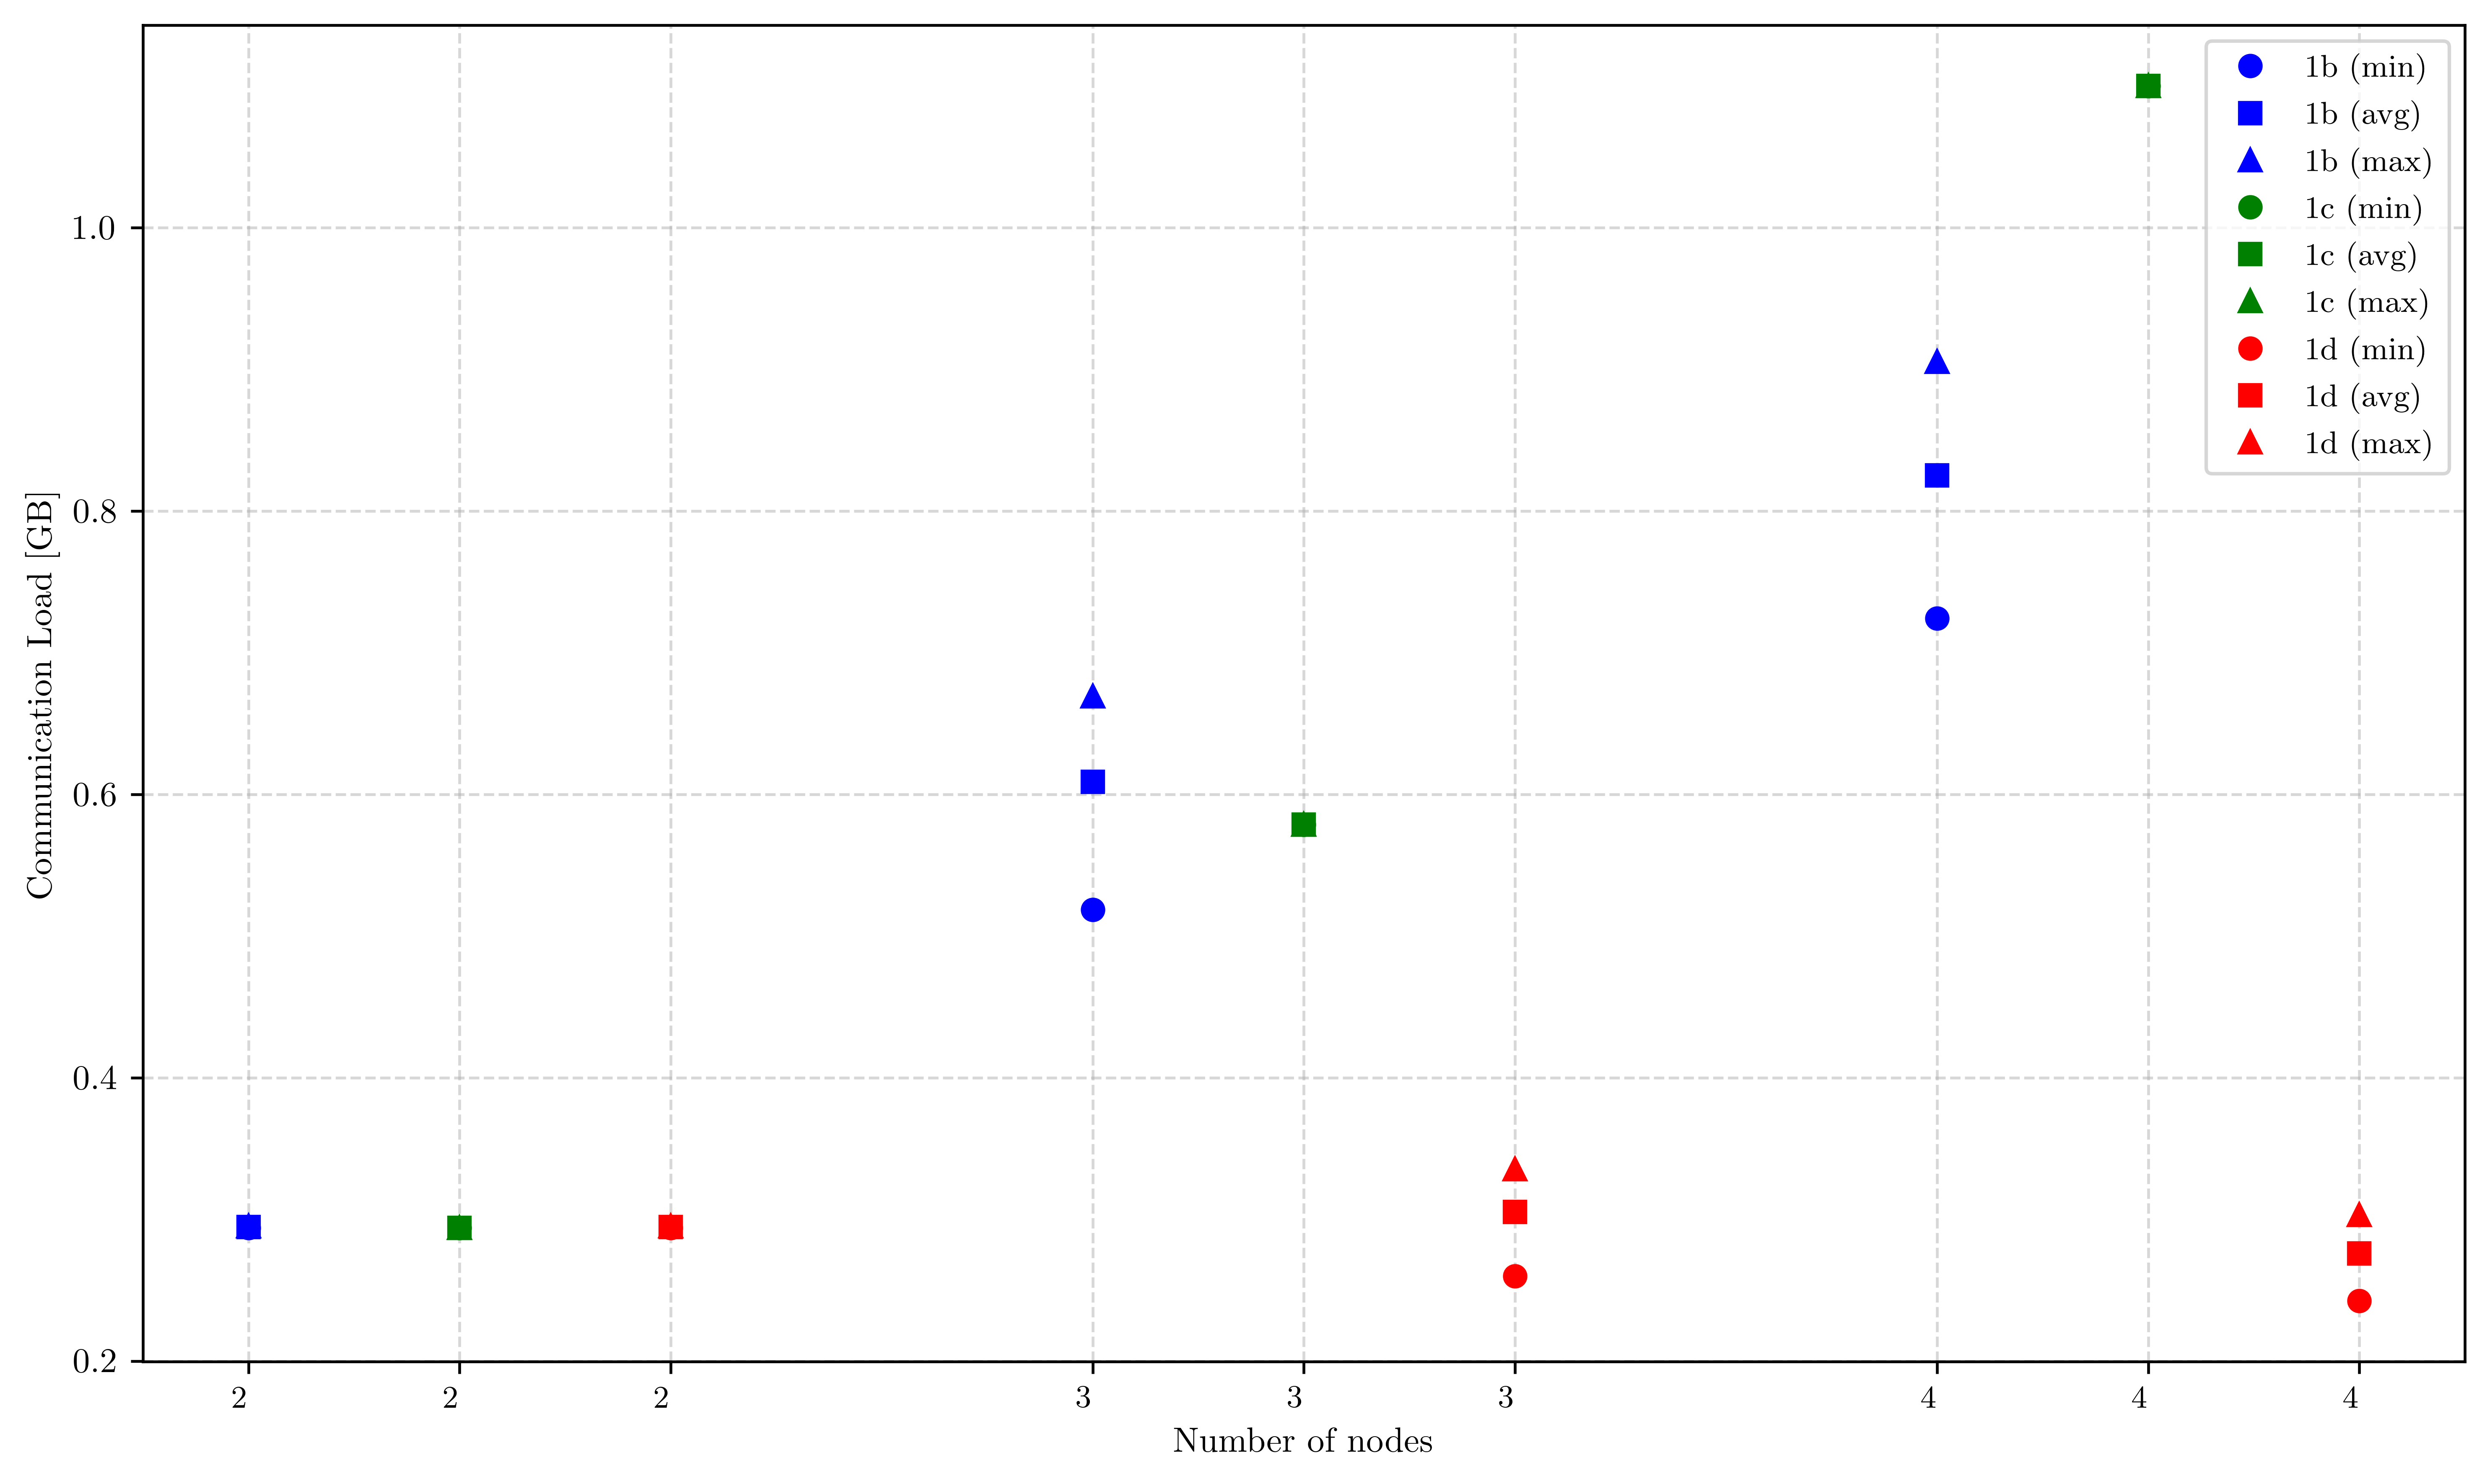 1b (min)
1b (avg)
1b (max)
1c (min)
1c (avg)
1c (max)
1d (min)
1d (avg)
1d (max)
Communication Load [GB]
1.0
0.8
0.6
0.4
0.2
2 2 2 3 3 3 4 4 4
Number of nodes